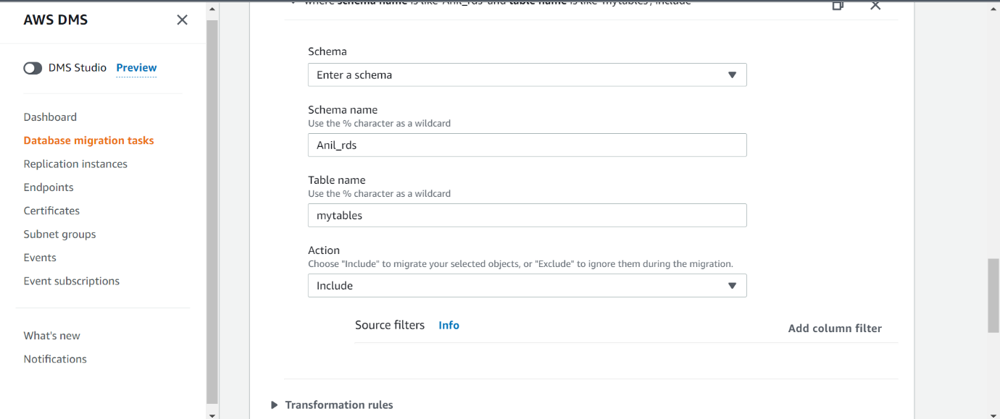 AWS DMS
where schema name is like 'Anil_rds' and table name is like 'mytables', include
DMS Studio Preview
Dashboard
Database migration tasks
Replication instances
Endpoints
Certificates
Subnet groups
Events
Event subscriptions
What's new
Notifications
Schema
Enter a schema
Schema name
Use the % character as a wildcard
Anil_rds
Table name
Use the % character as a wildcard
mytables
Action
Choose "Include" to migrate your selected objects, or "Exclude" to ignore them during the migration.
Include
Source filters Info
Add column filter
Transformation rules